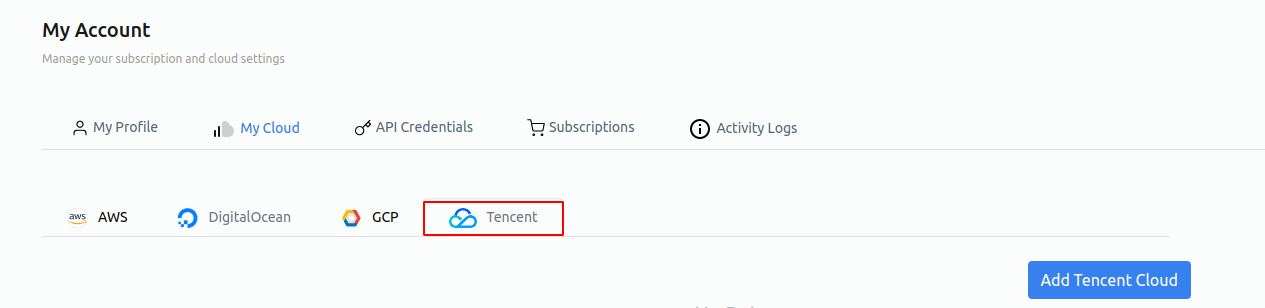 My Account
Manage your subscription and cloud settings
My Profile My Cloud API Credentials Subscriptions Activity Logs
aws AWS DigitalOcean GCP Tencent
Add Tencent Cloud